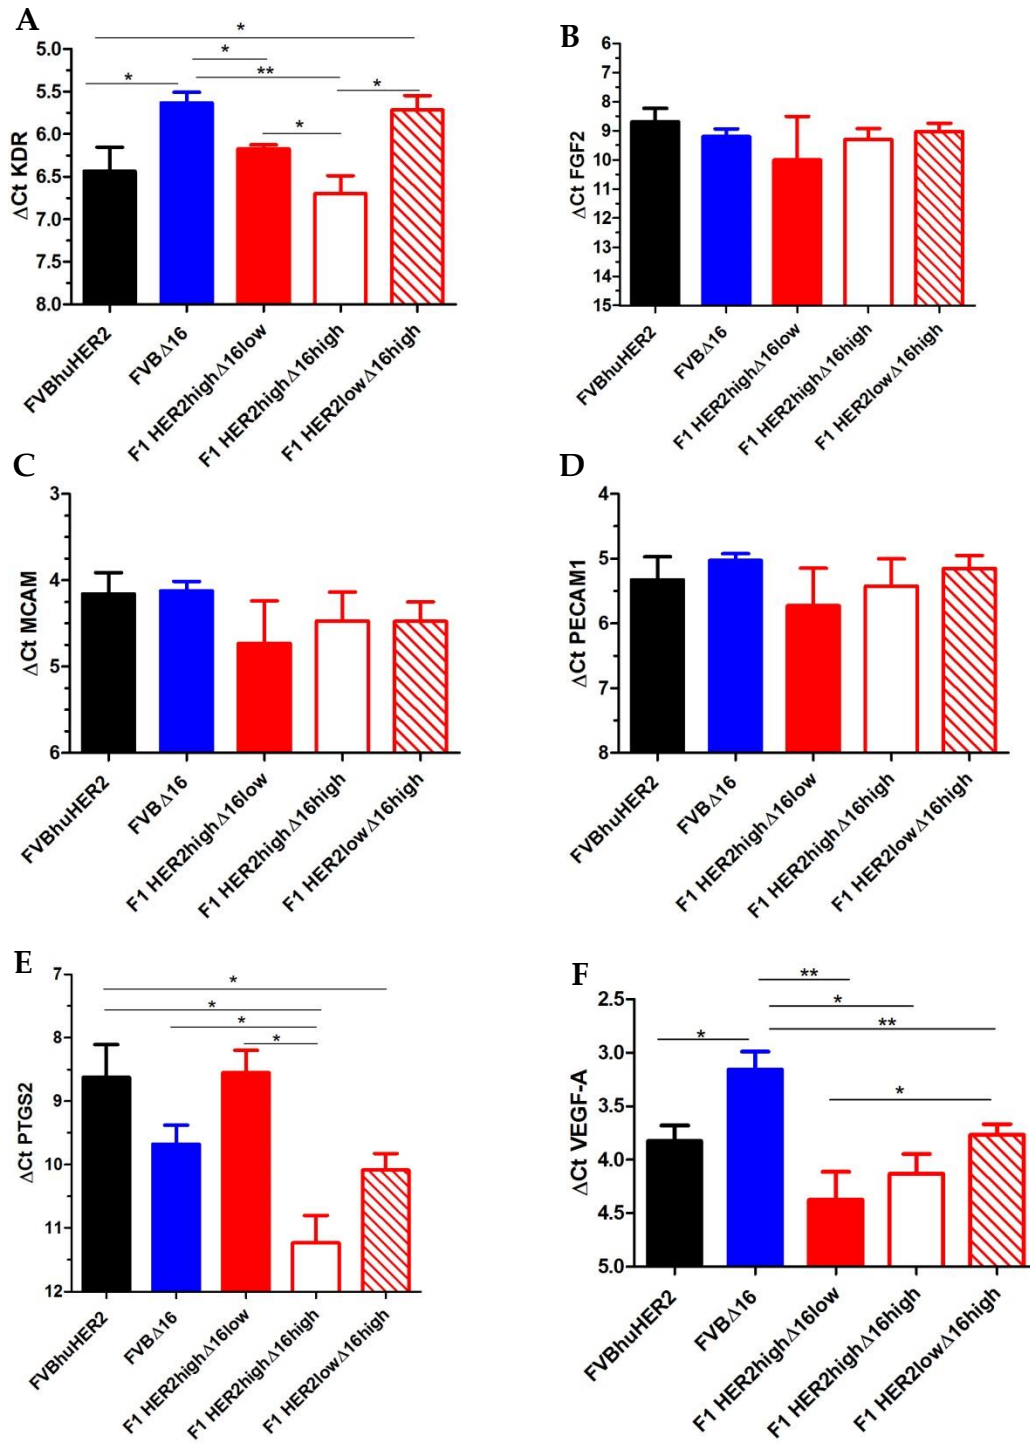 A
*
*
*
**
*
*
5.0
5.5
6.0
6.5
7.0
7.5
8.0
ΔCt KDR
FVBhuHER2
FVBΔ16
F1 HER2highΔ16low
F1 HER2highΔ16high
F1 HER2lowΔ16high
B
6
7
8
9
10
11
12
13
14
15
ΔCt FGF2
FVBhuHER2
FVBΔ16
F1 HER2highΔ16low
F1 HER2highΔ16high
F1 HER2lowΔ16high
C
3
4
5
6
ΔCt MCAM
FVBhuHER2
FVBΔ16
F1 HER2highΔ16low
F1 HER2highΔ16high
F1 HER2lowΔ16high
D
4
5
6
7
8
ΔCt PECAM1
FVBhuHER2
FVBΔ16
F1 HER2highΔ16low
F1 HER2highΔ16high
F1 HER2lowΔ16high
E
*
*
*
*
7
8
9
10
11
12
ΔCt PTGS2
FVBhuHER2
FVBΔ16
F1 HER2highΔ16low
F1 HER2highΔ16high
F1 HER2lowΔ16high
F
**
*
**
*
*
2.5
3.0
3.5
4.0
4.5
5.0
ΔCt VEGF-A
FVBhuHER2
FVBΔ16
F1 HER2highΔ16low
F1 HER2highΔ16high
F1 HER2lowΔ16high